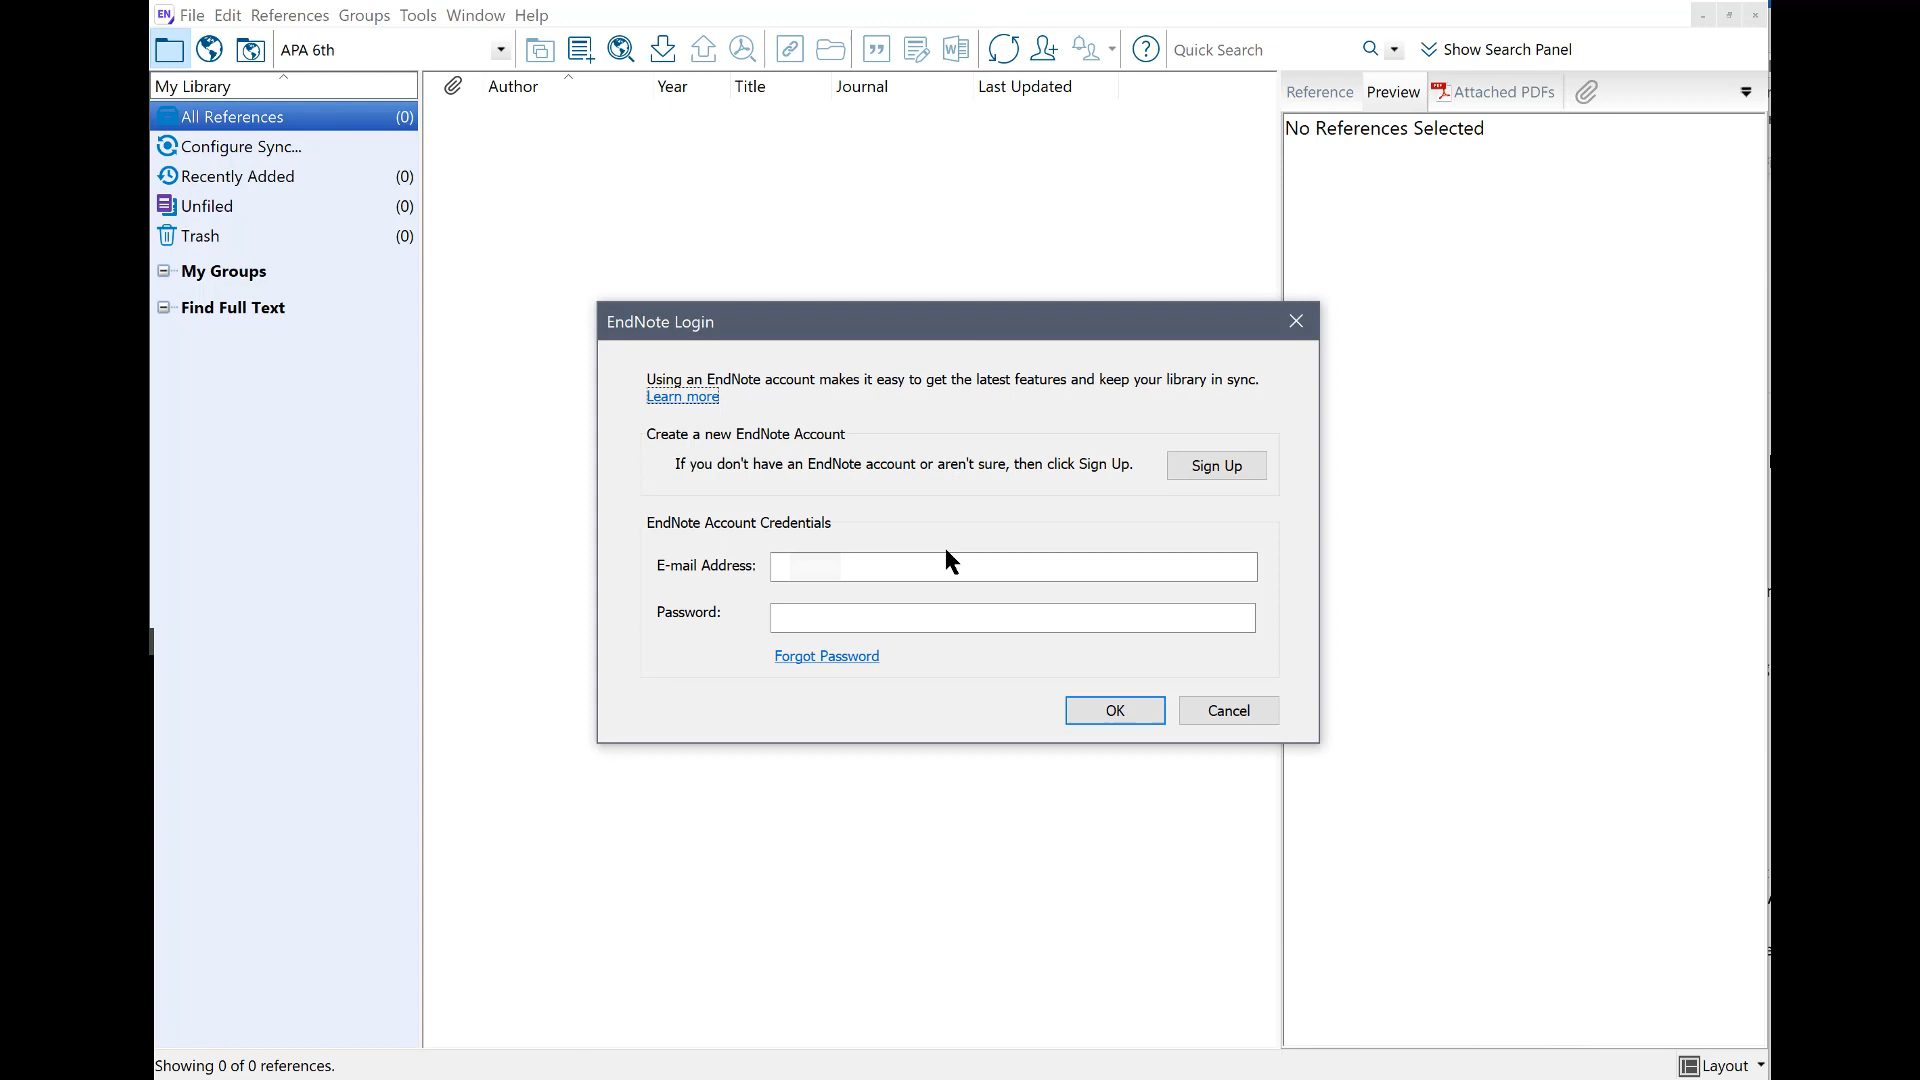 EN File Edit References Groups Tools Window Help
APA 6th Quick Search Show Search Panel
My Library Author Year Title Journal Last Updated Reference Preview PDF Attached PDFs
All References (0)
No References Selected
Configure Sync...
Recently Added (0)
Unfiled (0)
Trash (0)
My Groups
Find Full Text
EndNote Login
Using an EndNote account makes it easy to get the latest features and keep your library in sync.
Learn more
Create a new EndNote Account
If you don't have an EndNote account or aren't sure, then click Sign Up. Sign Up
EndNote Account Credentials
E-mail Address:
Password:
Forgot Password
OK Cancel
Showing 0 of 0 references. Layout